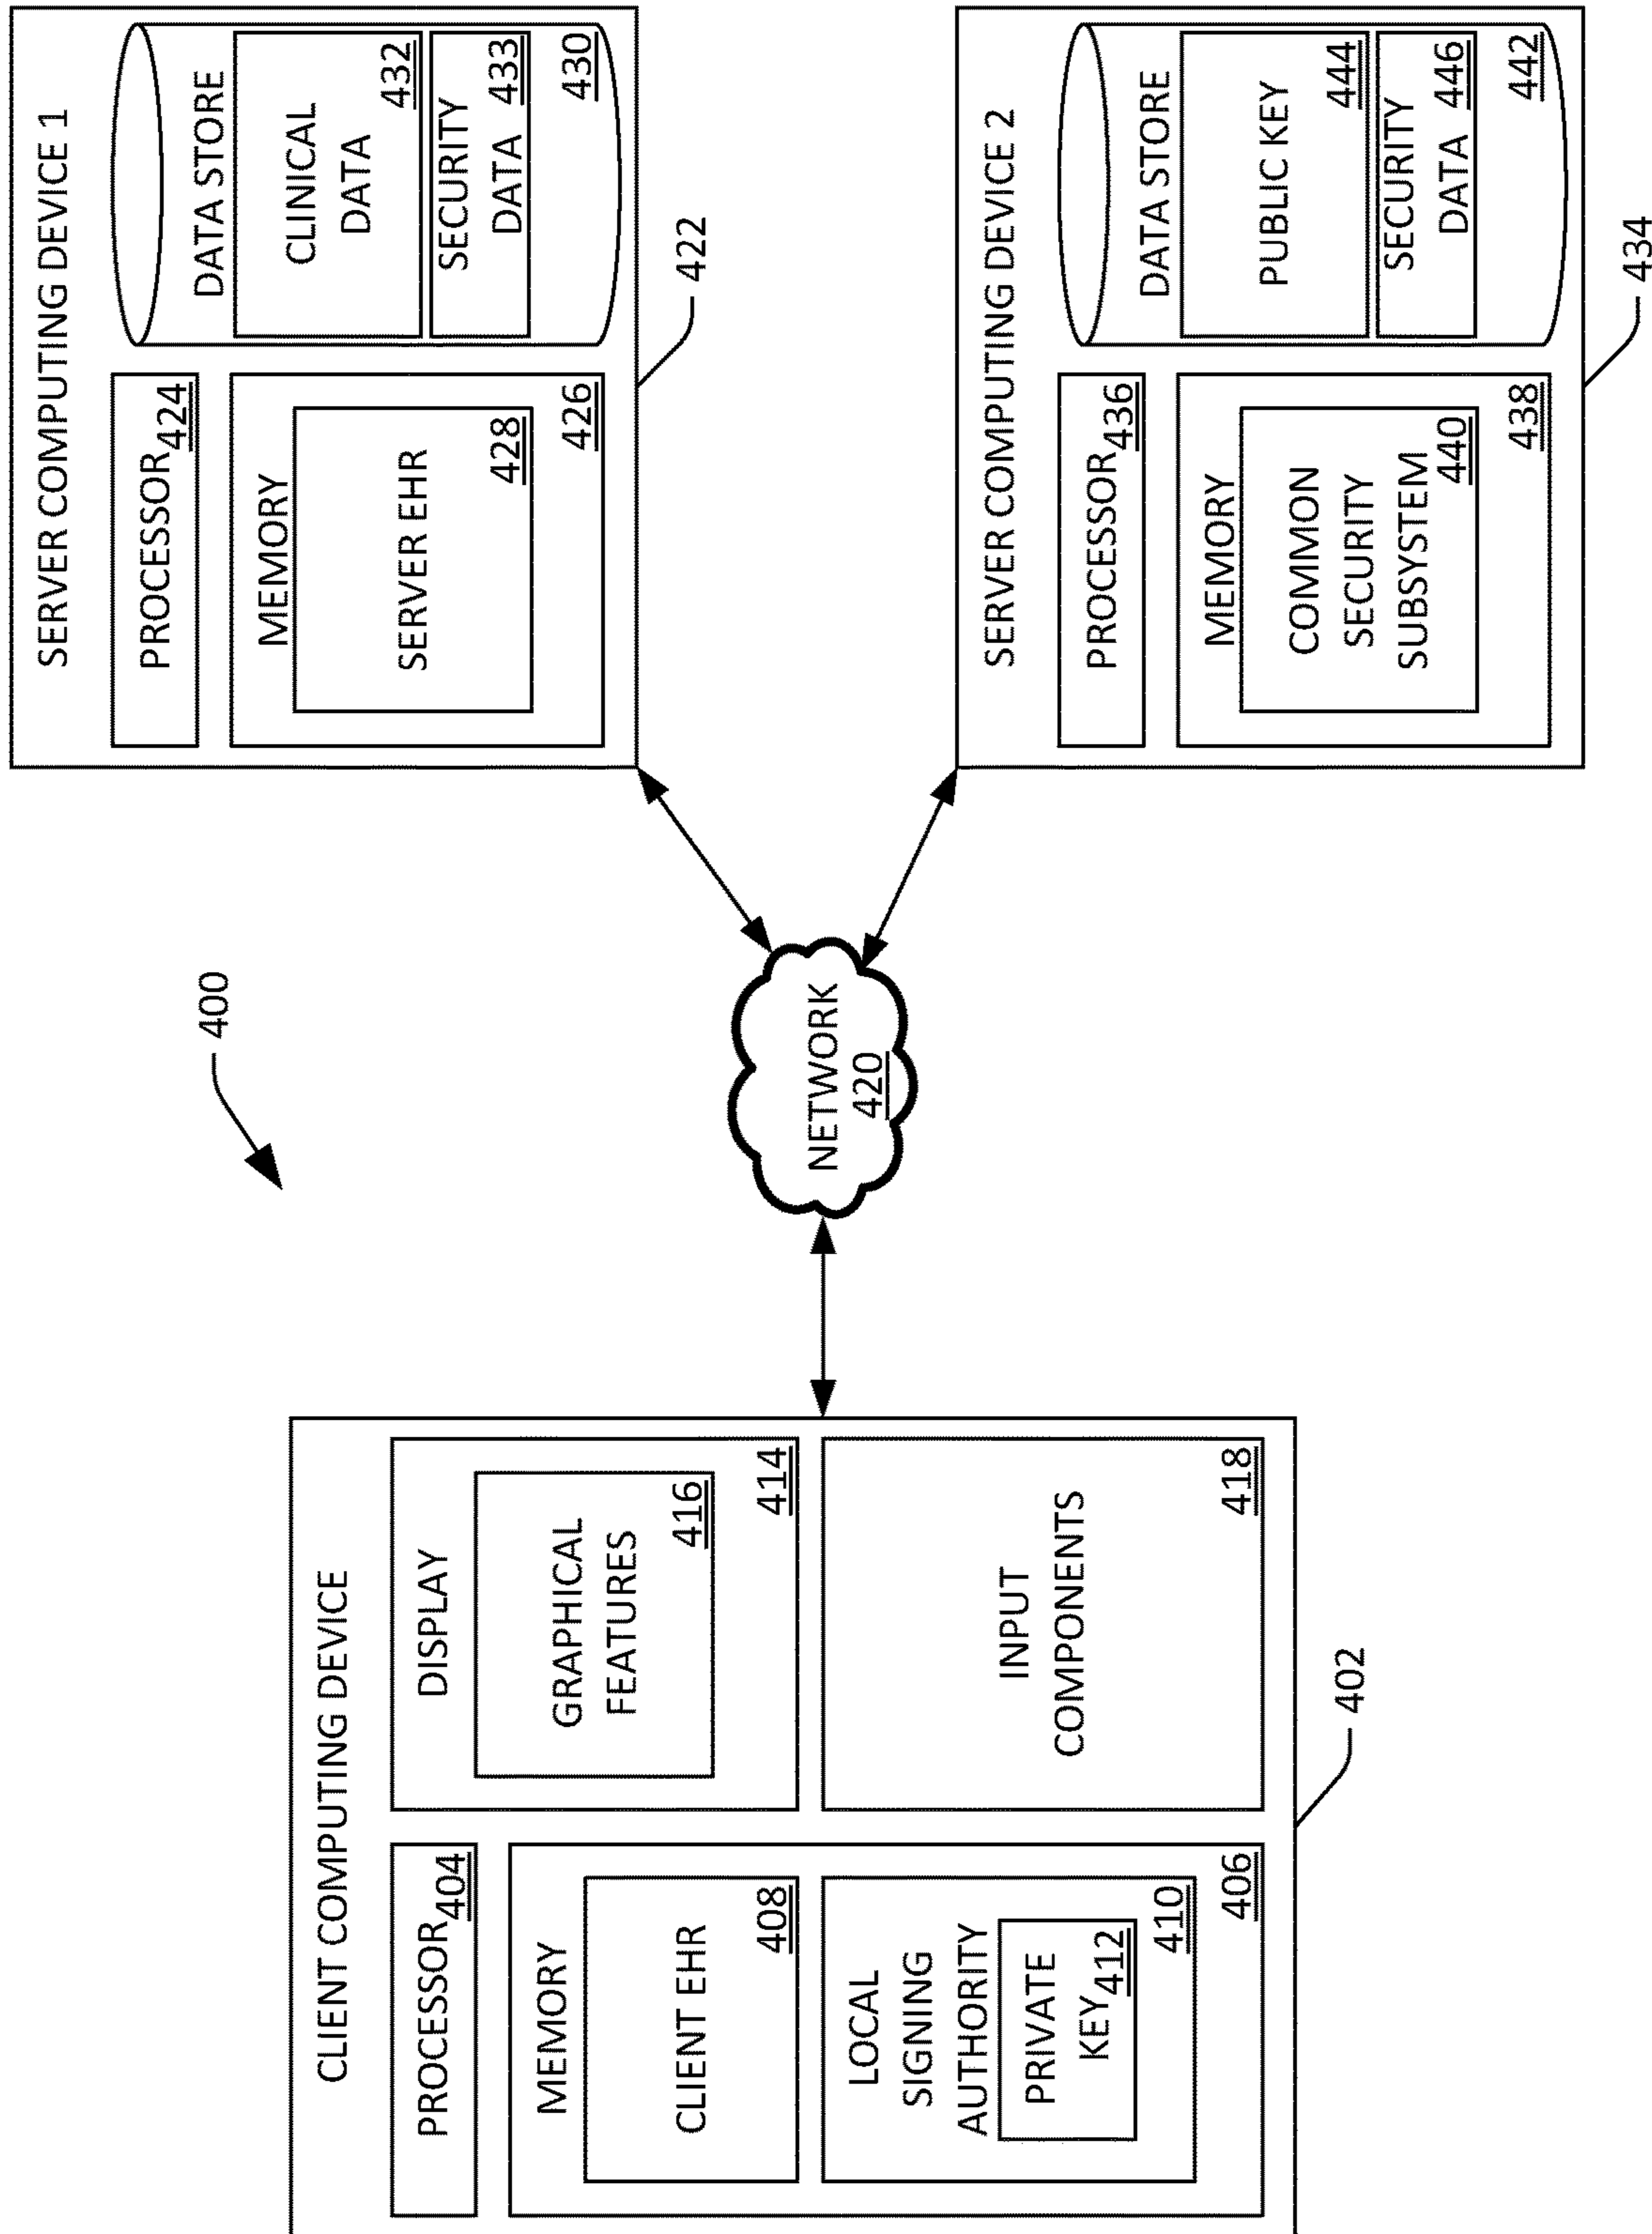 400
CLIENT COMPUTING DEVICE
PROCESSOR
404
MEMORY
CLIENT EHR
408
LOCAL
SIGNING
AUTHORITY
PRIVATE
KEY
412
410
406
DISPLAY
GRAPHICAL
FEATURES
416
414
INPUT
COMPONENTS
418
402
NETWORK
420
SERVER COMPUTING DEVICE 1
PROCESSOR
424
MEMORY
SERVER EHR
428
426
DATA STORE
CLINICAL
DATA
432
SECURITY
DATA 433
430
422
SERVER COMPUTING DEVICE 2
PROCESSOR
436
MEMORY
COMMON
SECURITY
SUBSYSTEM
440
438
DATA STORE
PUBLIC KEY
444
SECURITY
DATA 446
442
434